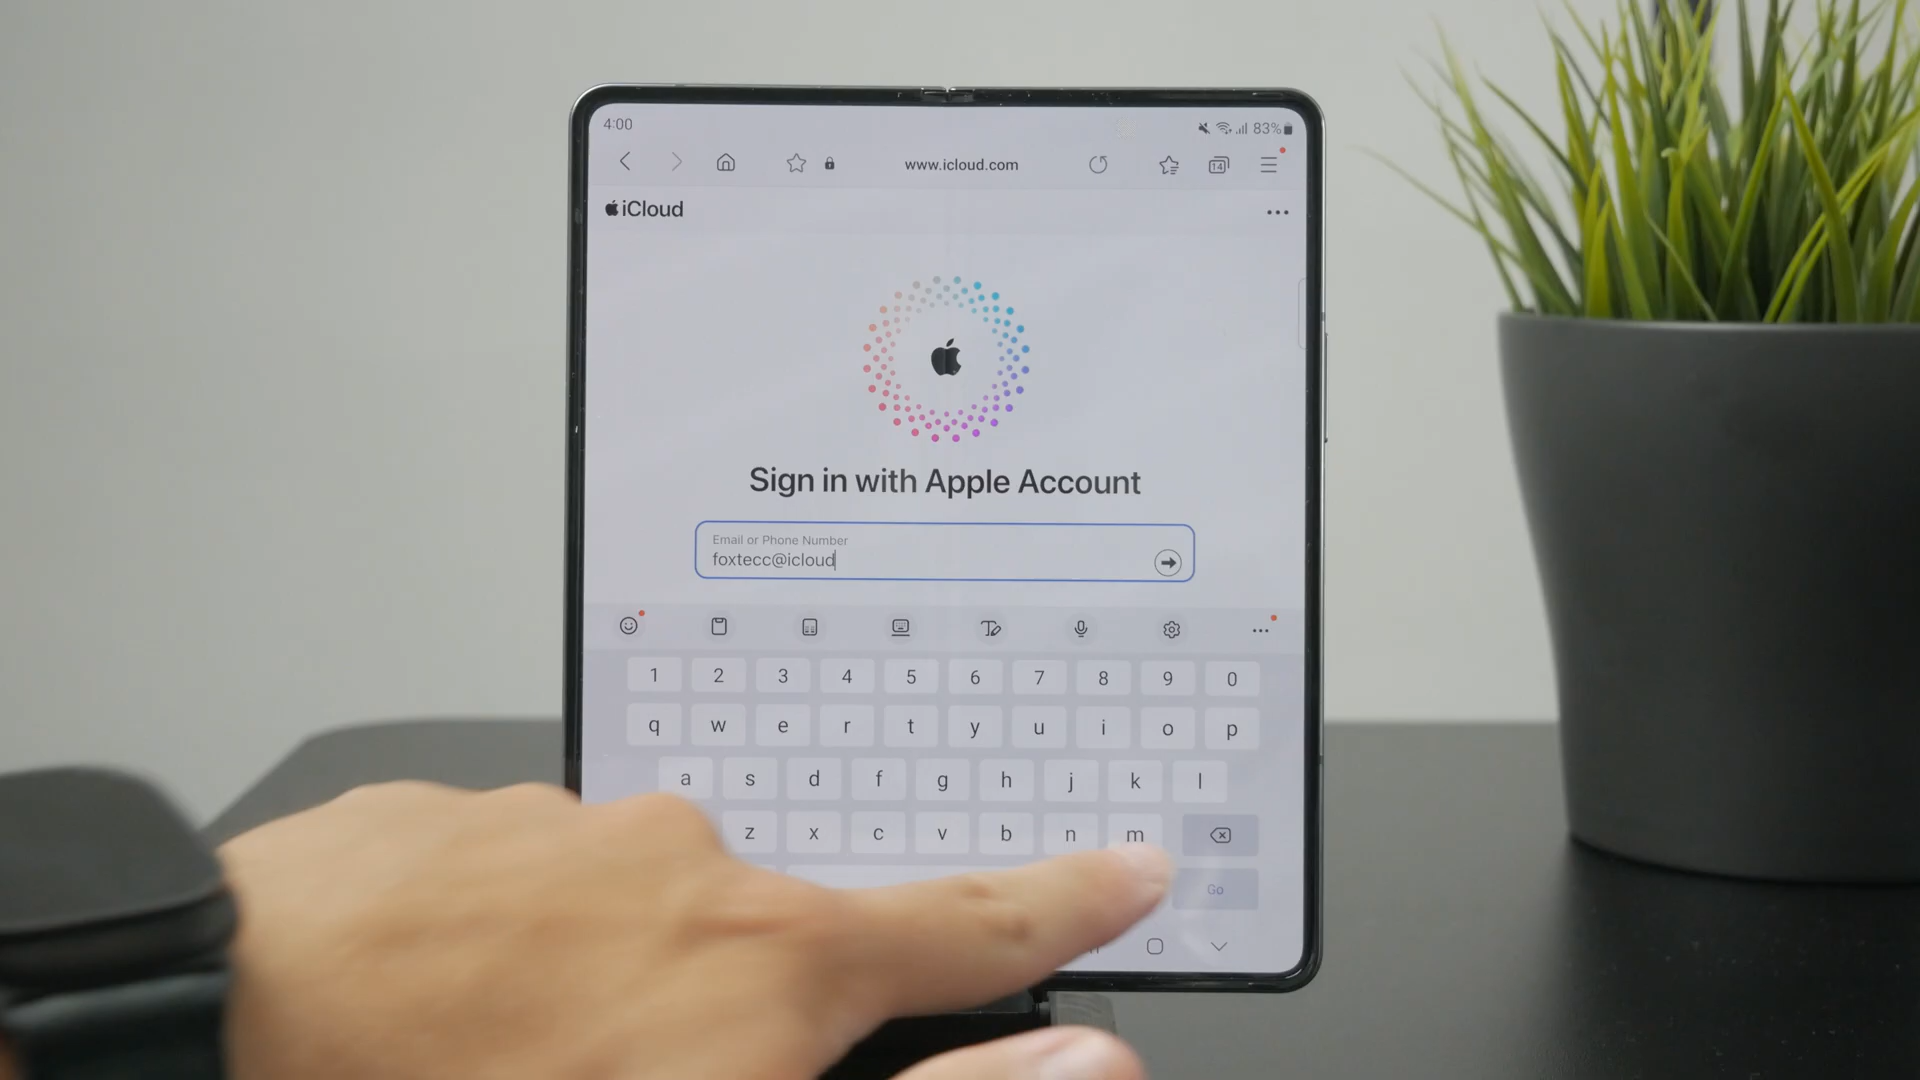 4:00
83%
www.icloud.com
14
iCloud
Sign in with Apple Account
Email or Phone Number
foxtecc@icloud
1 2 3 4 5 6 7 8 9 0
q w e r t y u i o p
a s d f g h j k l
z x c v b n m
Go